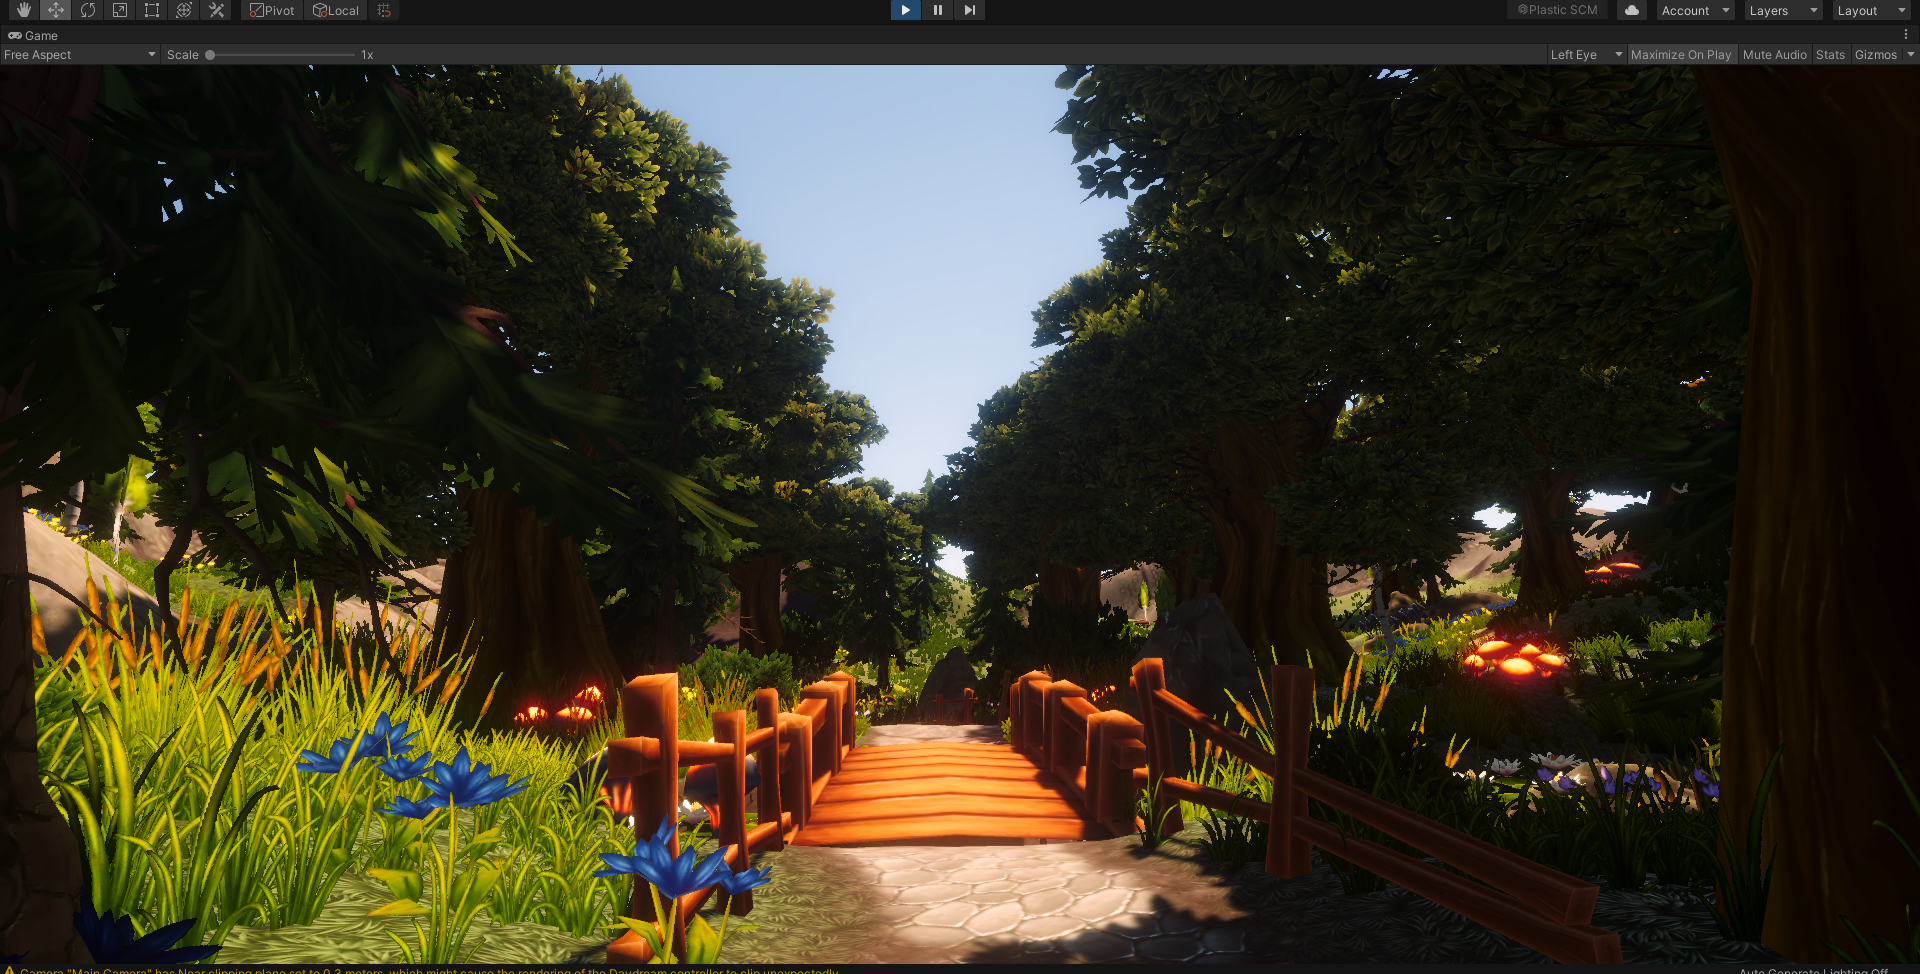 Pivot Local Plastic SCM Account Layers Layout
Game
Free Aspect Scale 1x Left Eye Maximize On Play Mute Audio Stats Gizmos
Camera "Main Camera" has Near clipping plane set to 0.3 meters, which might cause the rendering of the Daydream controller to clip unexpectedly. Auto Generate Lighting Off